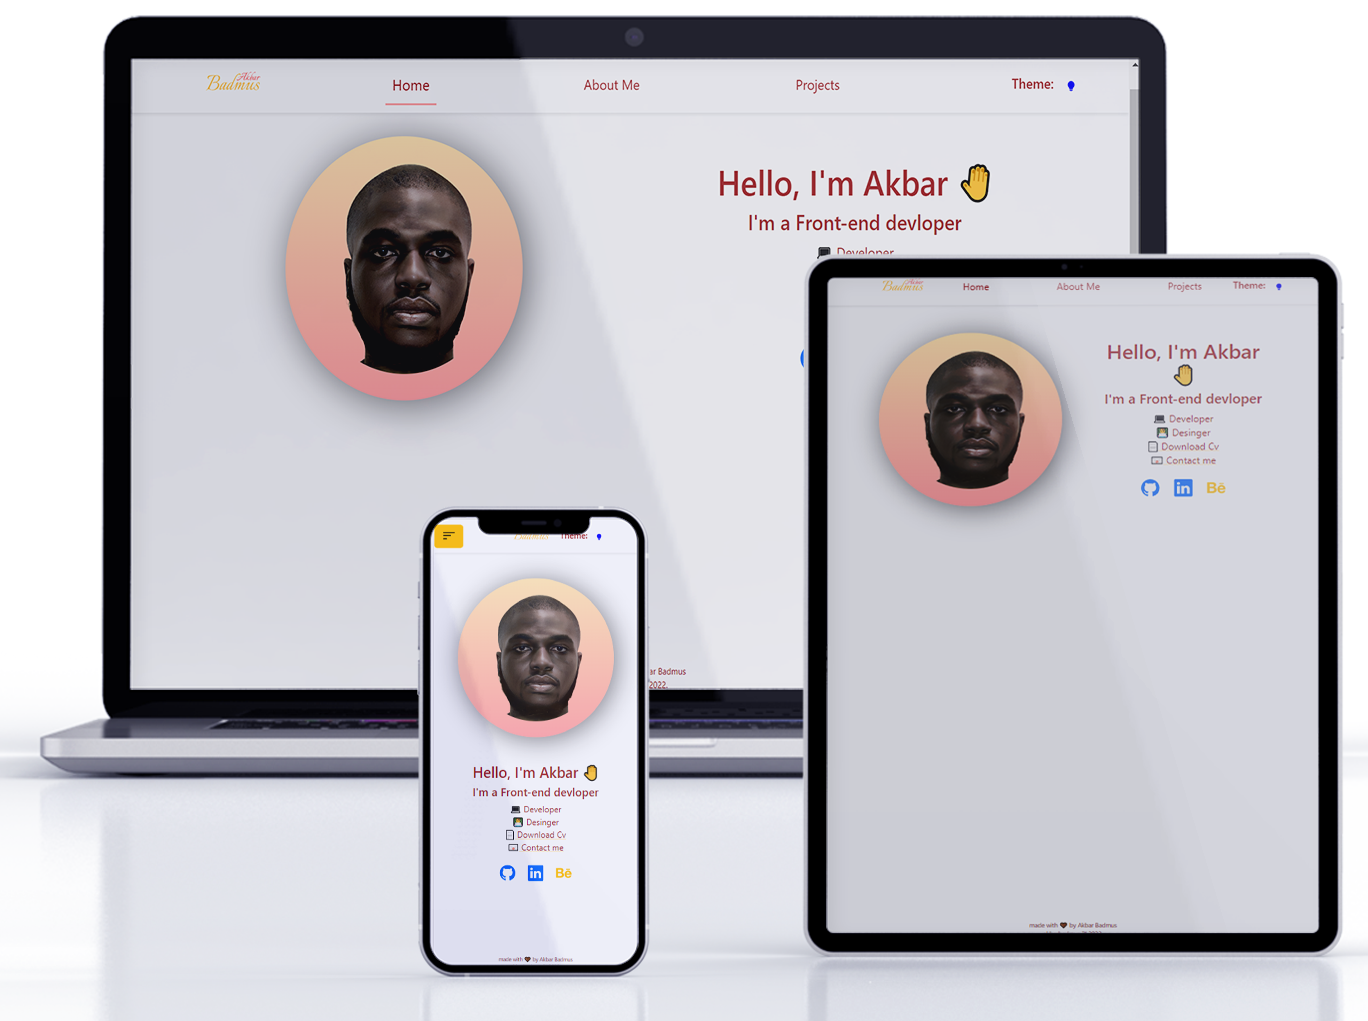 Akbar
Badmus
Home
About Me
Projects
Theme:
Hello, I'm Akbar
I'm a Front-end devloper
Developer
ar Badmus
2022.
Akbar
Badmus
Home
About Me
Projects
Theme:
Hello, I'm Akbar
I'm a Front-end devloper
Developer
Desinger
Download Cv
Contact me
in
Bē
made with by Akbar Badmus
Badmus
Theme:
Hello, I'm Akbar
I'm a Front-end devloper
Developer
Desinger
Download Cv
Contact me
in
Bē
made with by Akbar Badmus